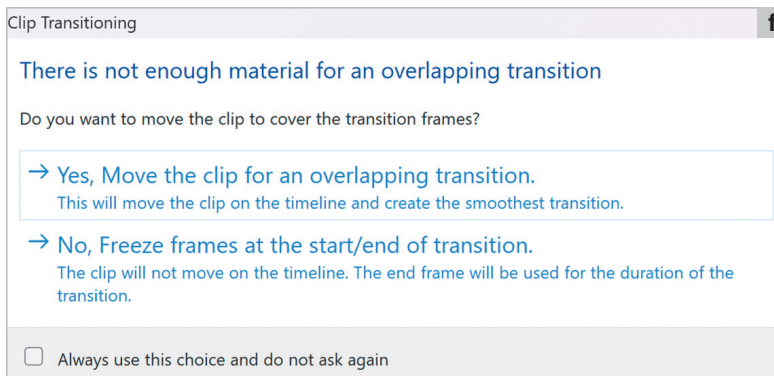 Clip Transitioning
There is not enough material for an overlapping transition
Do you want to move the clip to cover the transition frames?
→ Yes, Move the clip for an overlapping transition.
This will move the clip on the timeline and create the smoothest transition.
→ No, Freeze frames at the start/end of transition.
The clip will not move on the timeline. The end frame will be used for the duration of the
transition.
Always use this choice and do not ask again